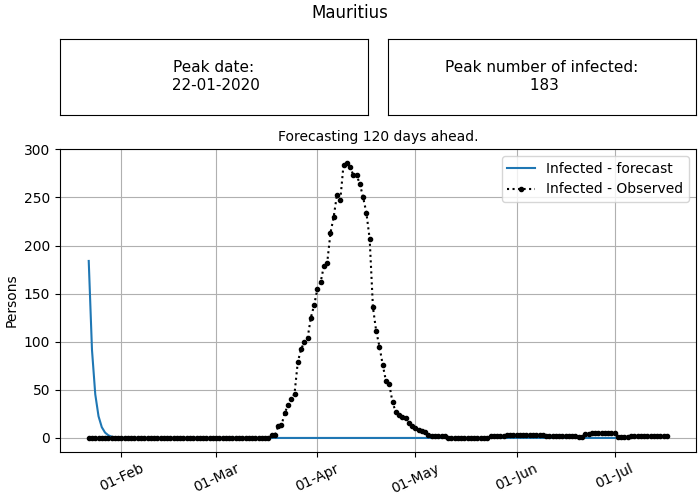 Mauritius
Peak date:
22-01-2020
Peak number of infected:
183
Forecasting 120 days ahead.
300
250
200
150
100
50
0
Persons
Infected - forecast
Infected - Observed
01-Feb
01-Mar
01-Apr
01-May
01-Jun
01-Jul